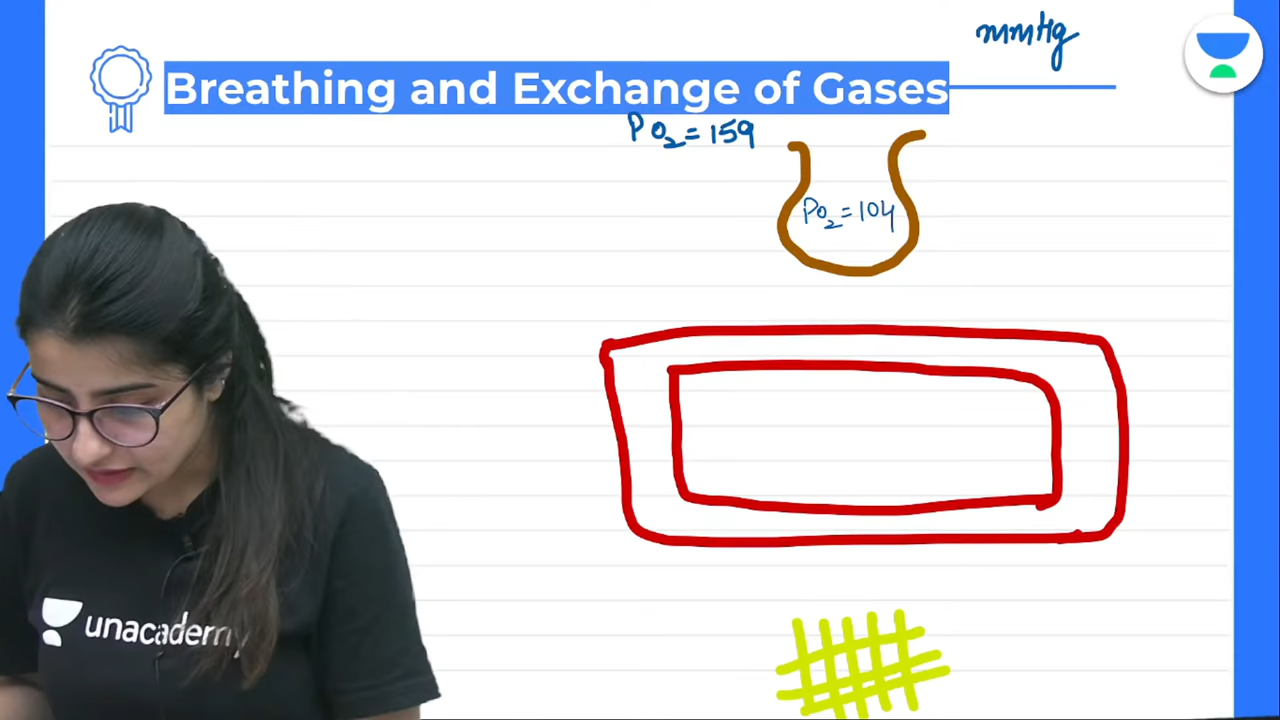 mmHg
Breathing and Exchange of Gases
PO2 = 159
PO2 = 104
unacademy